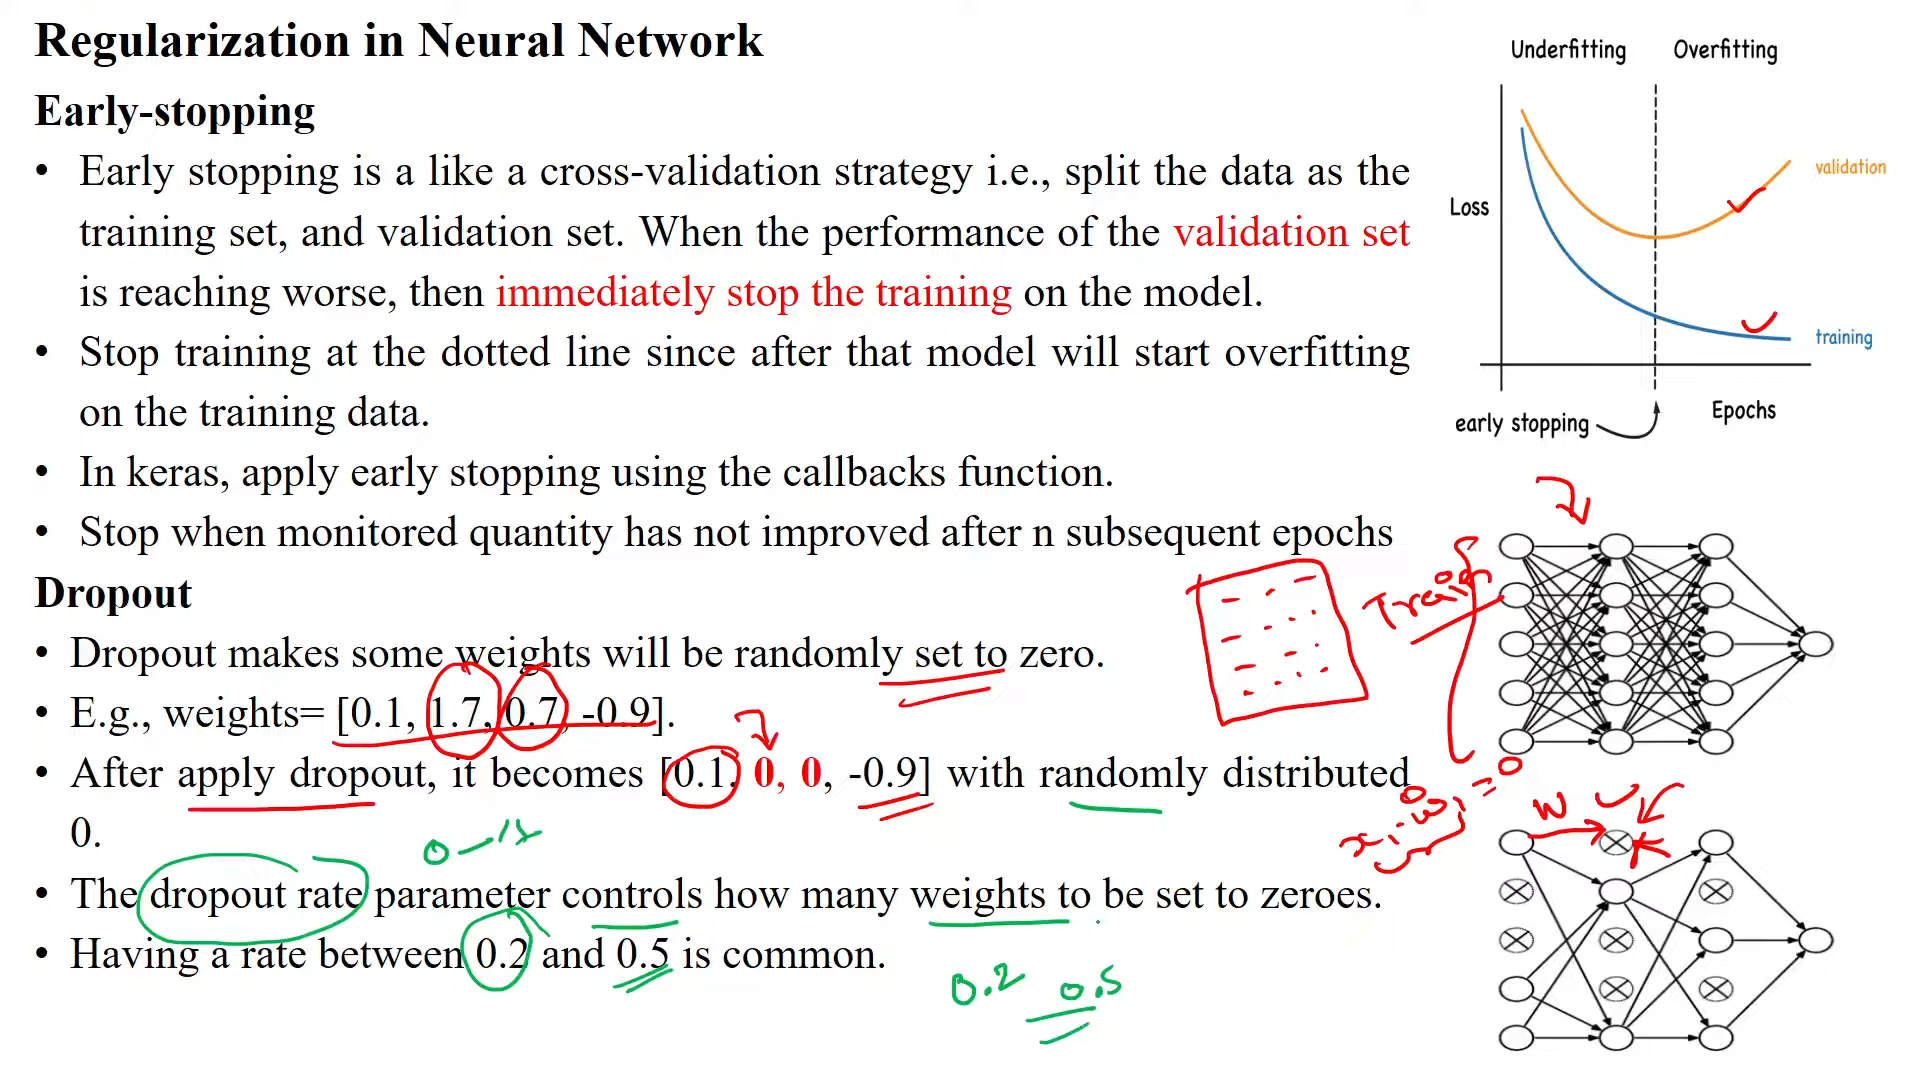 Regularization in Neural Network
Early-stopping
• Early stopping is a like a cross-validation strategy i.e., split the data as the
training set, and validation set. When the performance of the validation set
is reaching worse, then immediately stop the training on the model.
• Stop training at the dotted line since after that model will start overfitting
on the training data.
• In keras, apply early stopping using the callbacks function.
• Stop when monitored quantity has not improved after n subsequent epochs
Dropout
• Dropout makes some weights will be randomly set to zero.
• E.g., weights= [0.1, 1.7, 0.7, -0.9].
• After apply dropout, it becomes [0.1, 0, 0, -0.9] with randomly distributed
0.
• The dropout rate parameter controls how many weights to be set to zeroes.
• Having a rate between 0.2 and 0.5 is common.
0.2 0.5
Underfitting Overfitting
validation
Loss
training
Epochs
early stopping
Train
W